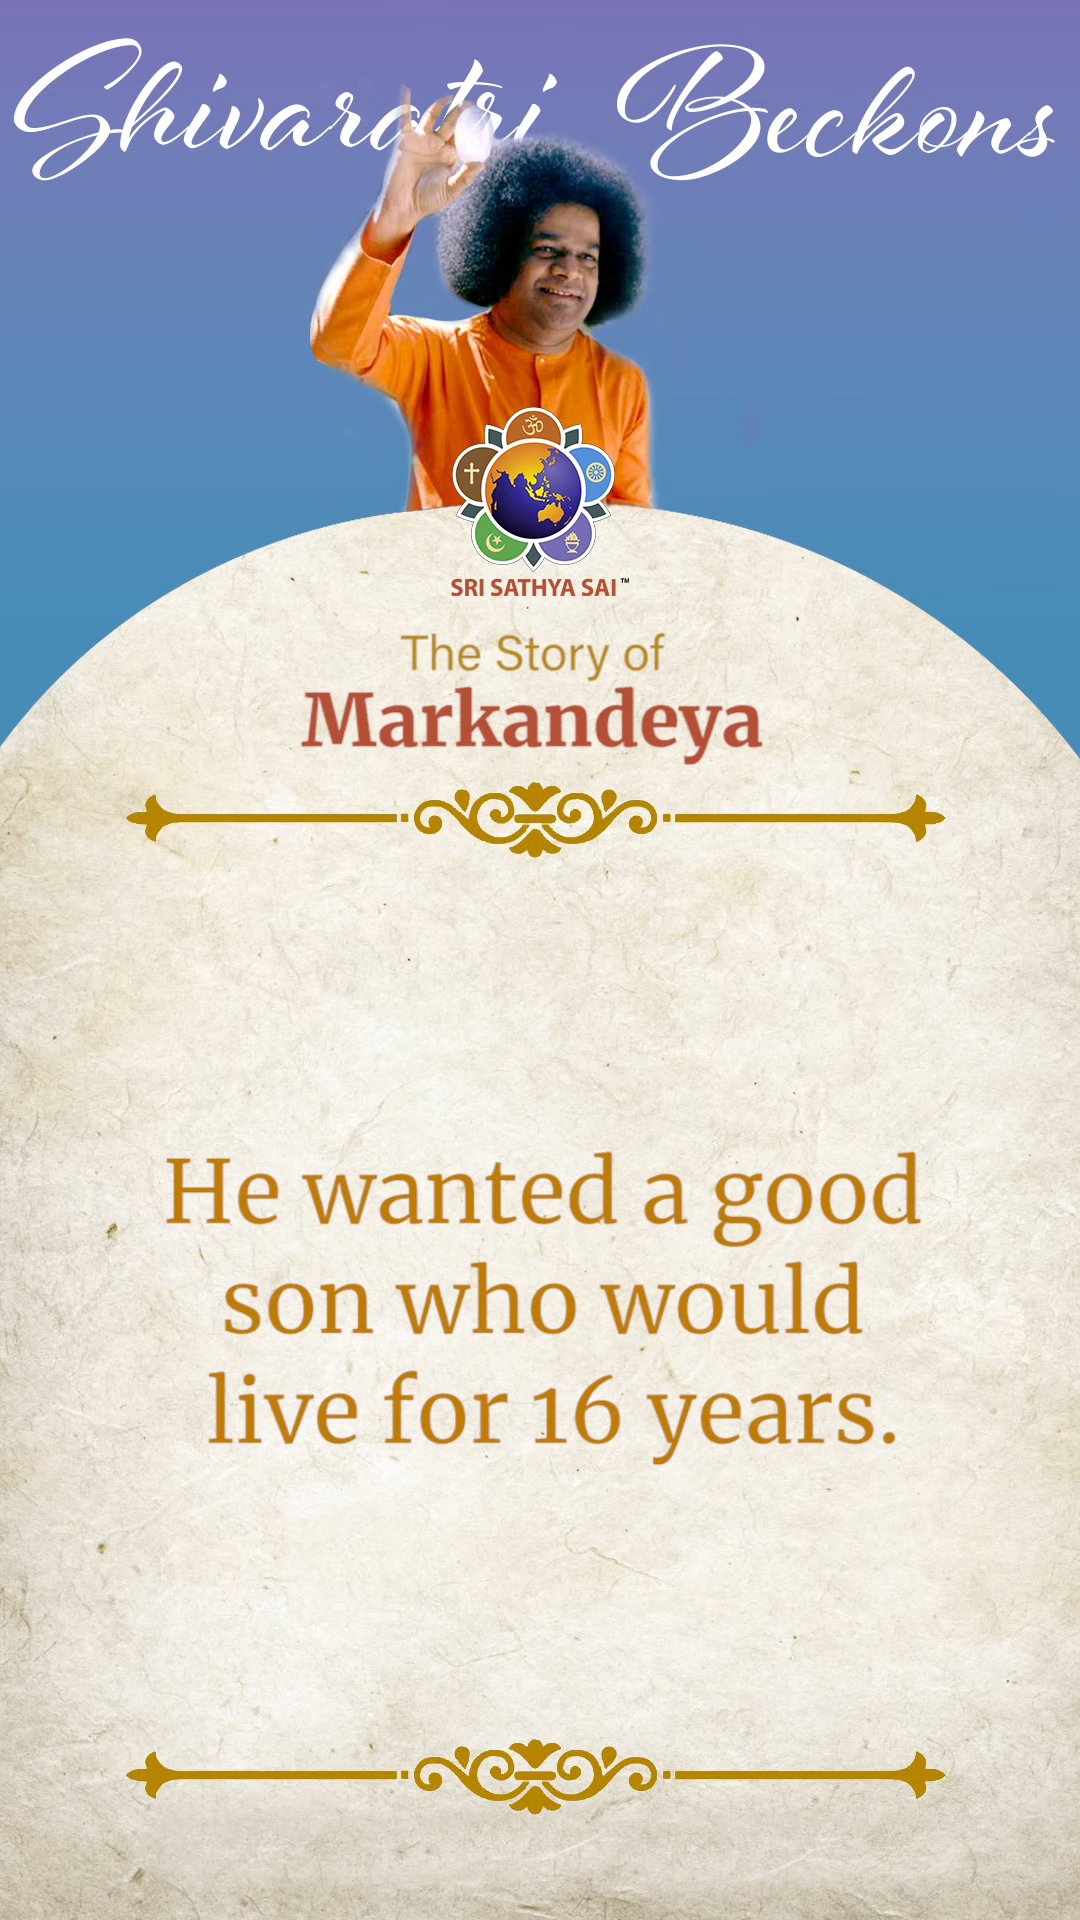 Shivaratri Beckons
ॐ
SRI SATHYA SAI™
The Story of
Markandeya
He wanted a good
son who would
live for 16 years.